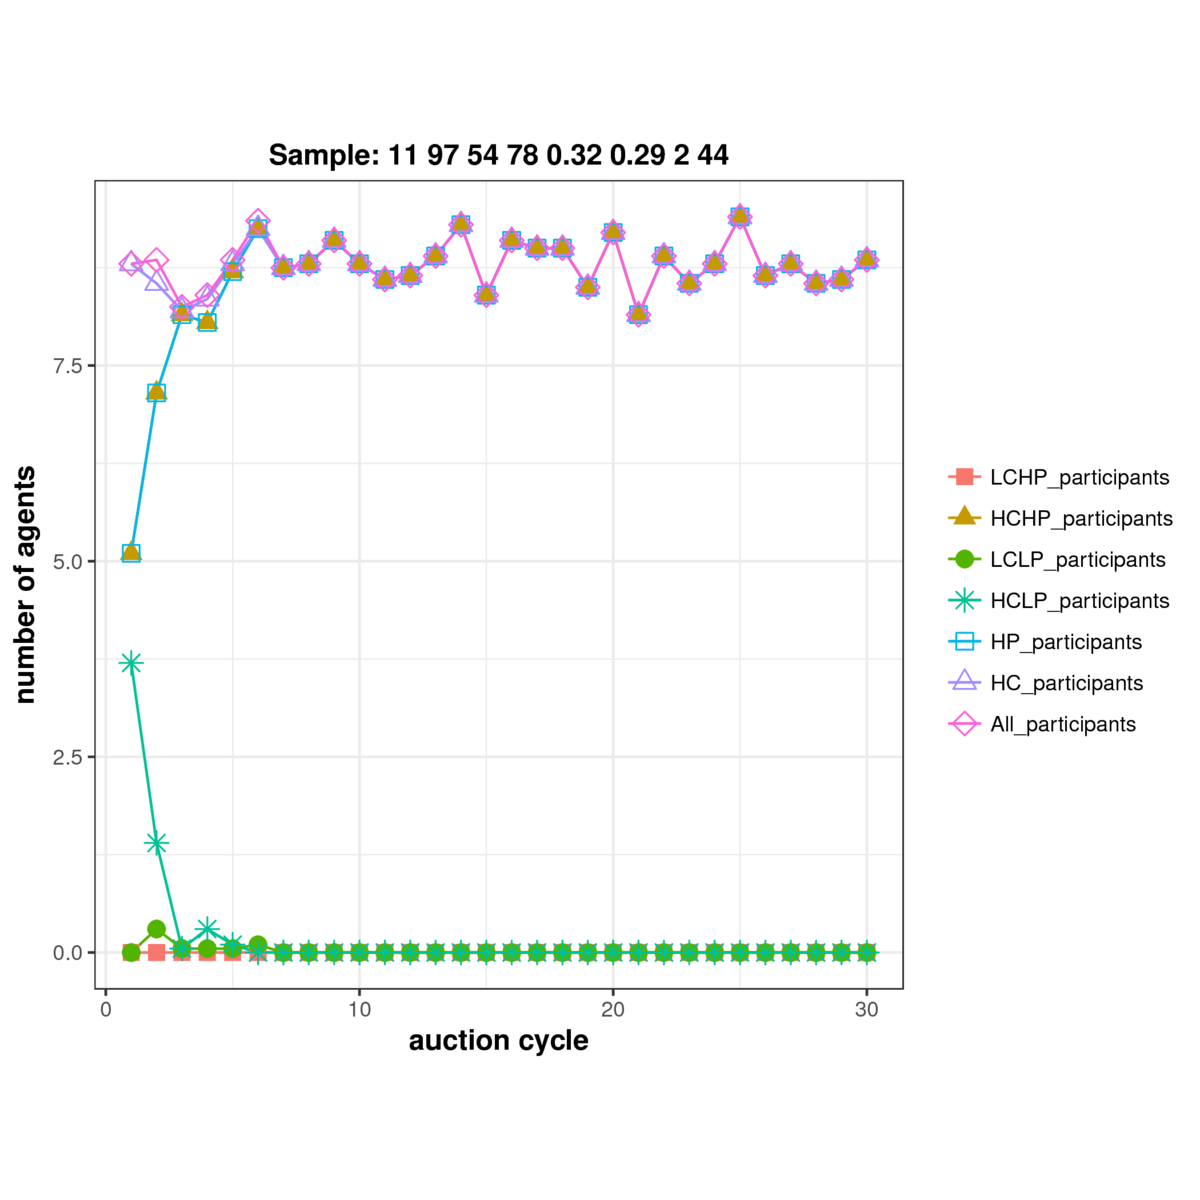 Sample: 11 97 54 78 0.32 0.29 2 44
number of agents
7.5
5.0
2.5
0.0
0 10 20 30
auction cycle
LCHP_participants
HCHP_participants
LCLP_participants
HCLP_participants
HP_participants
HC_participants
All_participants